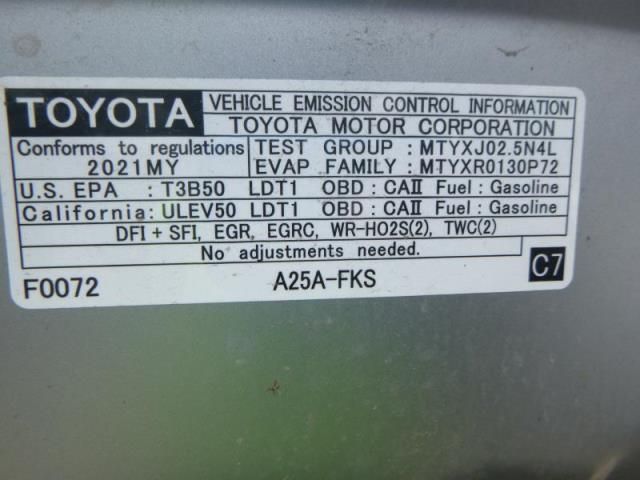 TOYOTA VEHICLE EMISSION CONTROL INFORMATION
TOYOTA MOTOR CORPORATION
Conforms to regulations TEST GROUP : MTYXJ02.5N4L
2021MY EVAP FAMILY : MTYXR0130P72
U.S. EPA : T3B50 LDT1 OBD : CAⅡ Fuel : Gasoline
California: ULEV50 LDT1 OBD : CAⅡ Fuel : Gasoline
DFI + SFI, EGR, EGRC, WR-HO2S(2), TWC(2)
No adjustments needed.
F0072 A25A-FKS C7